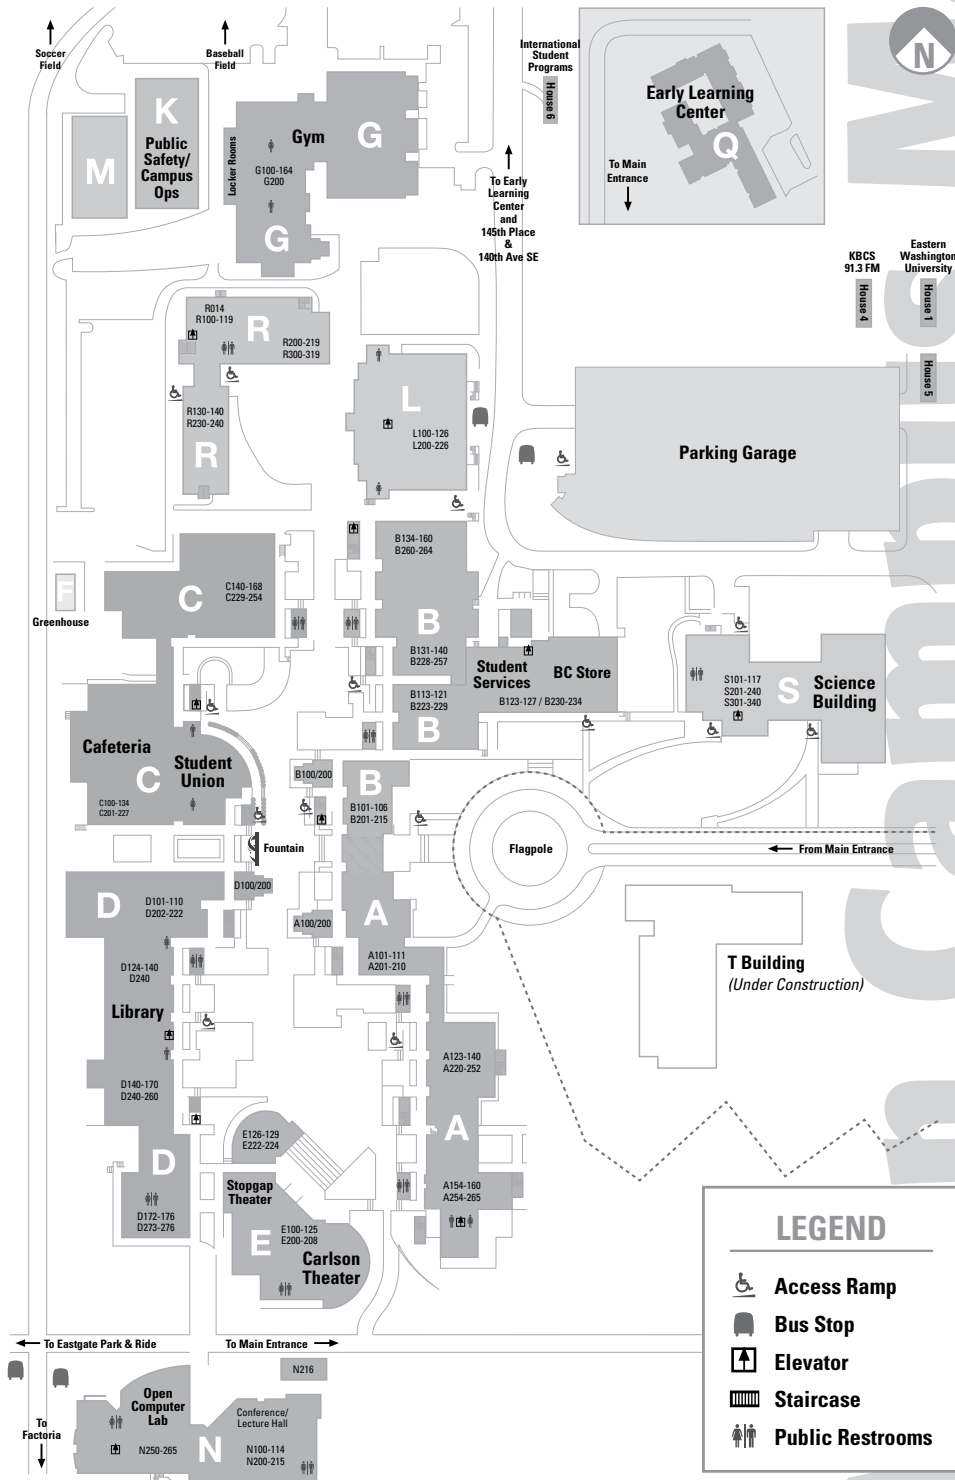 Soccer
Field
Baseball
Field
International
Student
Programs
House 6
N
Early Learning
Center
Q
To Main
Entrance
K
Public
Safety/
Campus
Ops
M
Locker Rooms
Gym
G
G100-164
G200
G
To Early
Learning
Center
and
145th Place
&
140th Ave SE
KBCS
91.3 FM
House 4
Eastern
Washington
University
House 1
House 5
R014
R100-119
R
R200-219
R300-319
R130-140
R230-240
R
L
L100-126
L200-226
Parking Garage
F
Greenhouse
C
C140-168
C229-254
B134-160
B260-264
B
B131-140
B228-257
Student
Services
BC Store
B123-127 / B230-234
B113-121
B223-229
B
S101-117
S201-240
S301-340
S
Science
Building
Cafeteria
Student
Union
C
C100-134
C201-227
B100/200
B
B101-106
B201-215
Fountain
Flagpole
From Main Entrance
D
D101-110
D202-222
D100/200
A100/200
A
A101-111
A201-210
D124-140
D240
Library
D140-170
D240-260
D
D172-176
D273-276
T Building
(Under Construction)
A123-140
A220-252
A
A154-160
A254-265
E126-129
E222-224
Stopgap
Theater
E
E100-125
E200-208
Carlson
Theater
To Eastgate Park & Ride
To Main Entrance
N216
To
Factoria
Open
Computer
Lab
N250-265
N
Conference/
Lecture Hall
N100-114
N200-215
LEGEND
Access Ramp
Bus Stop
Elevator
Staircase
Public Restrooms